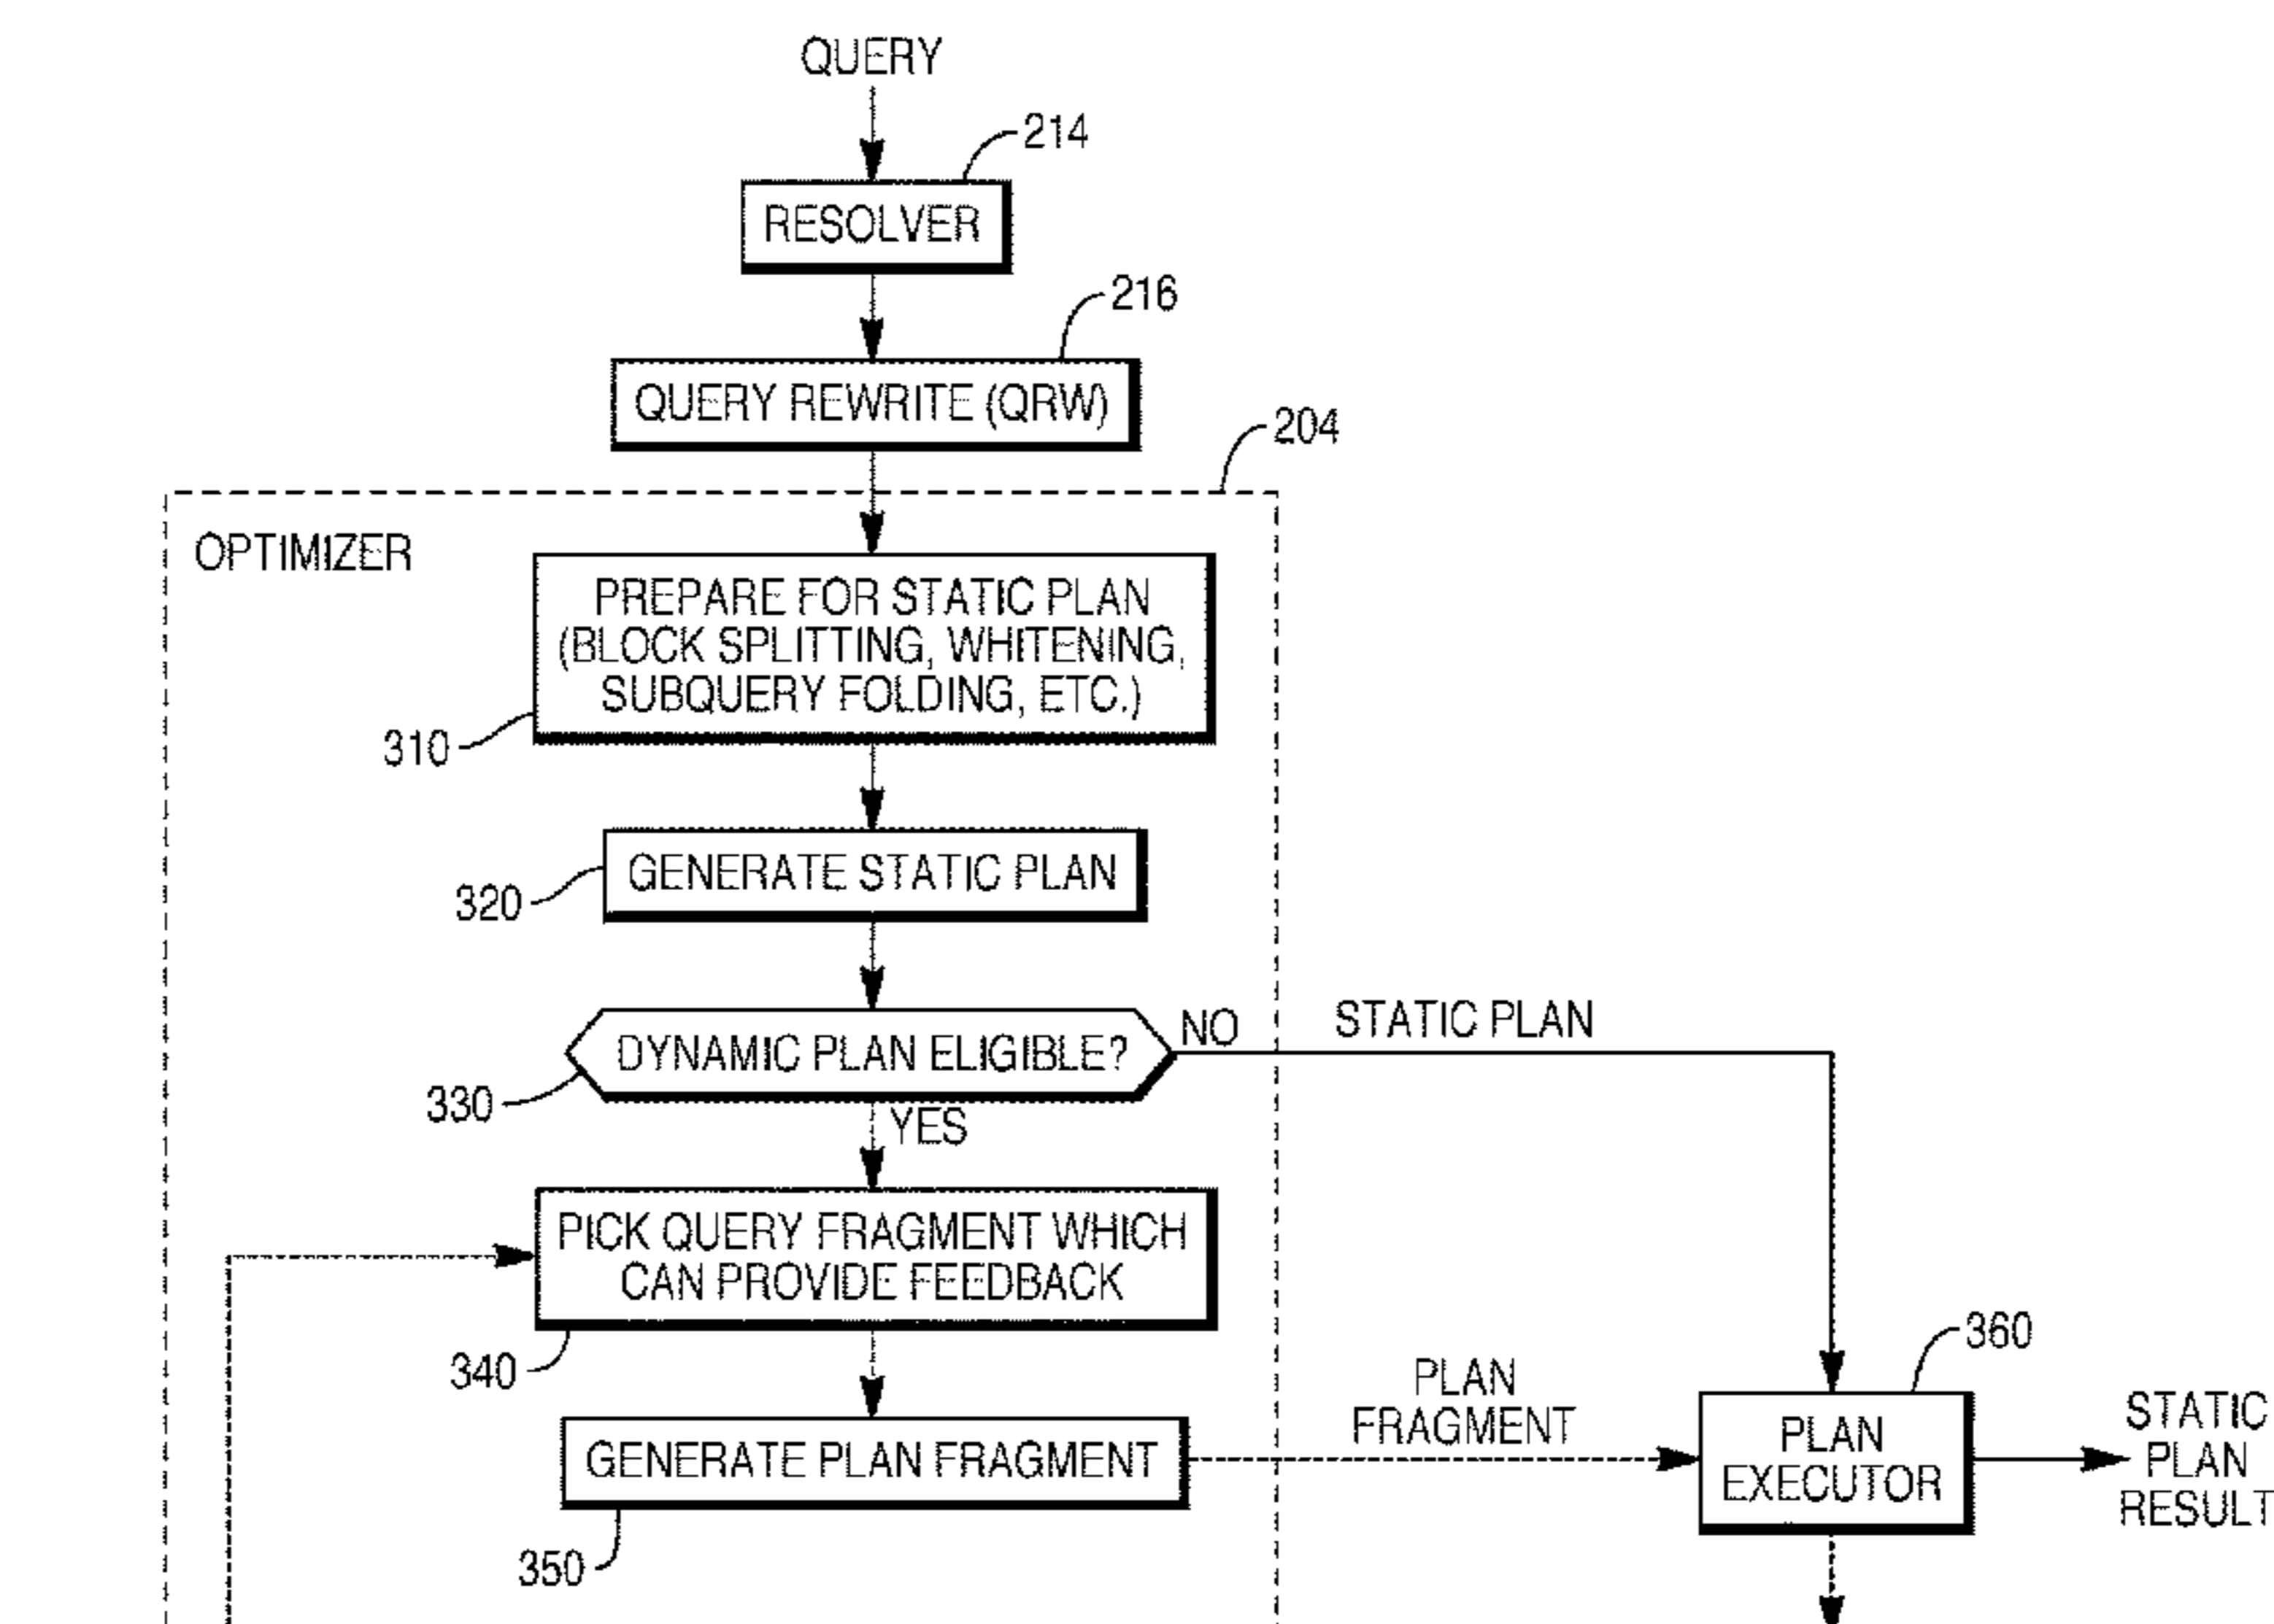 QUERY
214
RESOLVER
216
QUERY REWRITE (QRW)
204
OPTIMIZER
PREPARE FOR STATIC PLAN
(BLOCK SPLITTING, WHITENING,
SUBQUERY FOLDING, ETC.)
310
GENERATE STATIC PLAN
320
DYNAMIC PLAN ELIGIBLE?
NO
STATIC PLAN
330
YES
PICK QUERY FRAGMENT WHICH
CAN PROVIDE FEEDBACK
340
GENERATE PLAN FRAGMENT
350
PLAN
FRAGMENT
360
PLAN
EXECUTOR
STATIC
PLAN
RESULT